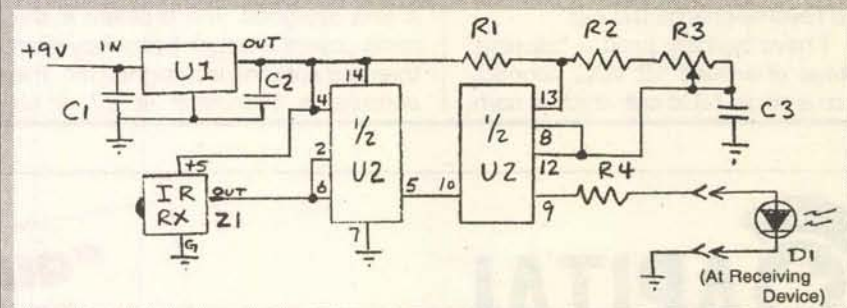 R1 R2 R3
+9V IN OUT
U1 C2
14
4
13
C1 1/2 1/2 C3
8
+5 2 U2 U2 12
R4
IR OUT 6 5 10
RX Z1 9
G 7
D1
(At Receiving
Device)